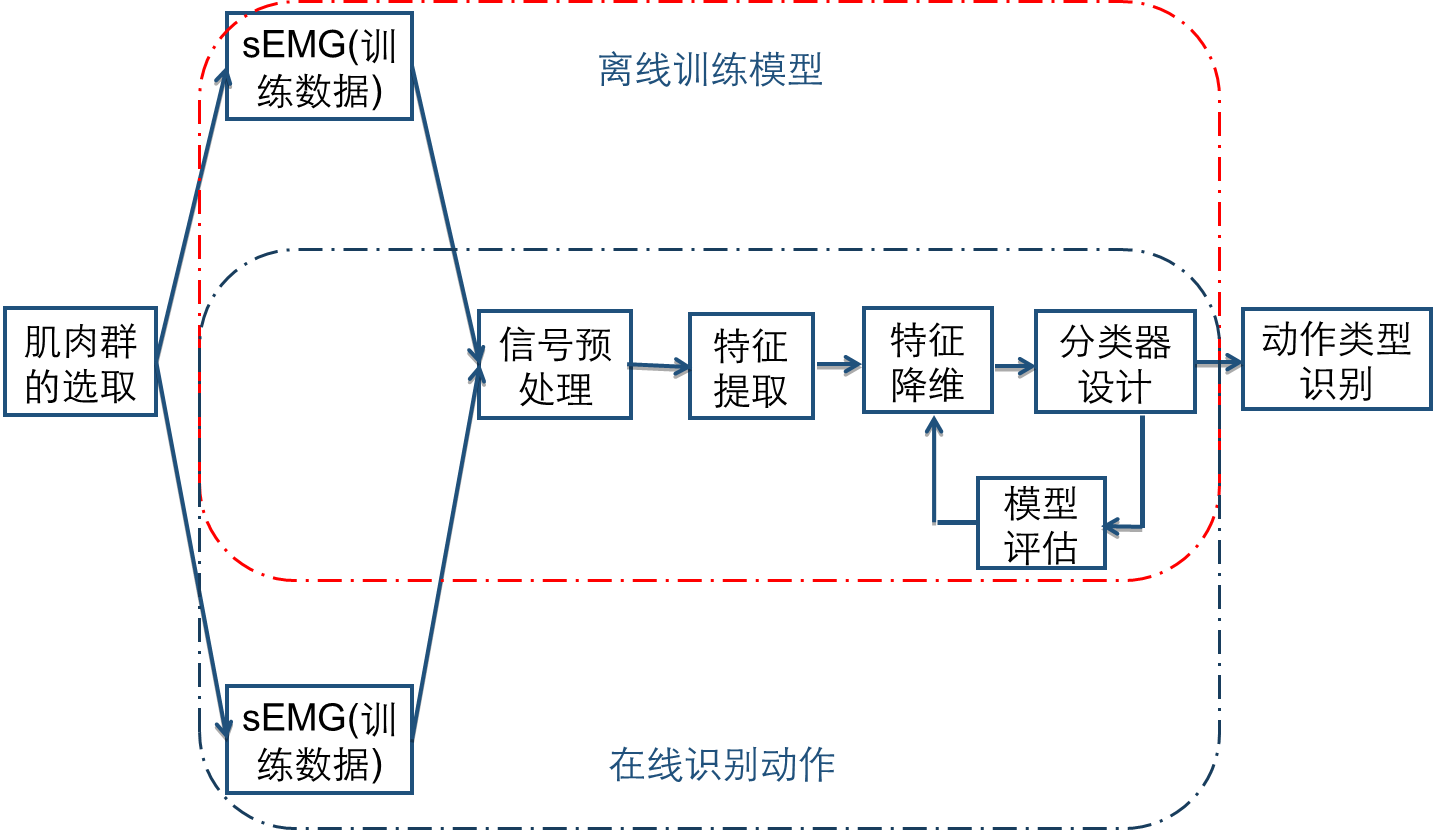 sEMG(训
练数据)
离线训练模型
肌肉群
的选取
信号预
处理
特征
提取
特征
降维
分类器
设计
动作类型
识别
模型
评估
sEMG(训
练数据)
在线识别动作